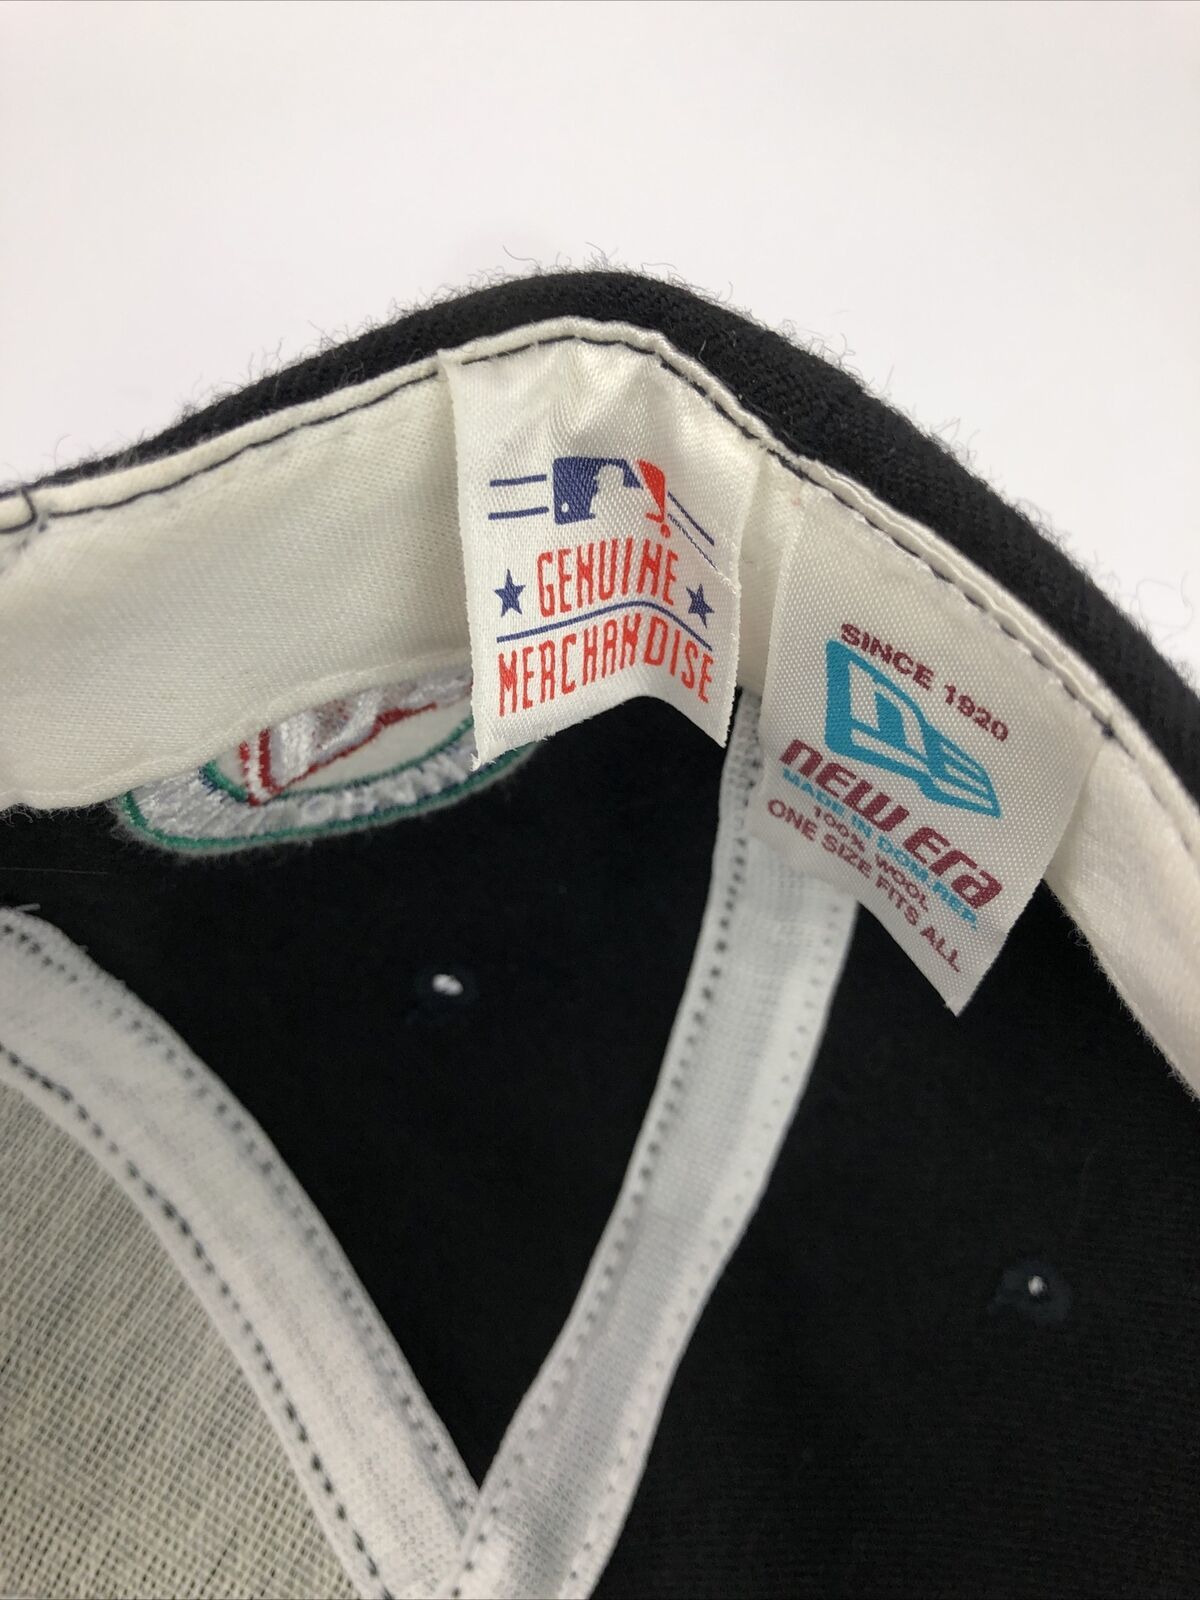 GENUINE
MERCHANDISE
SINCE 1920
new era
MADE IN DOM. REP.
100% WOOL
ONE SIZE FITS ALL